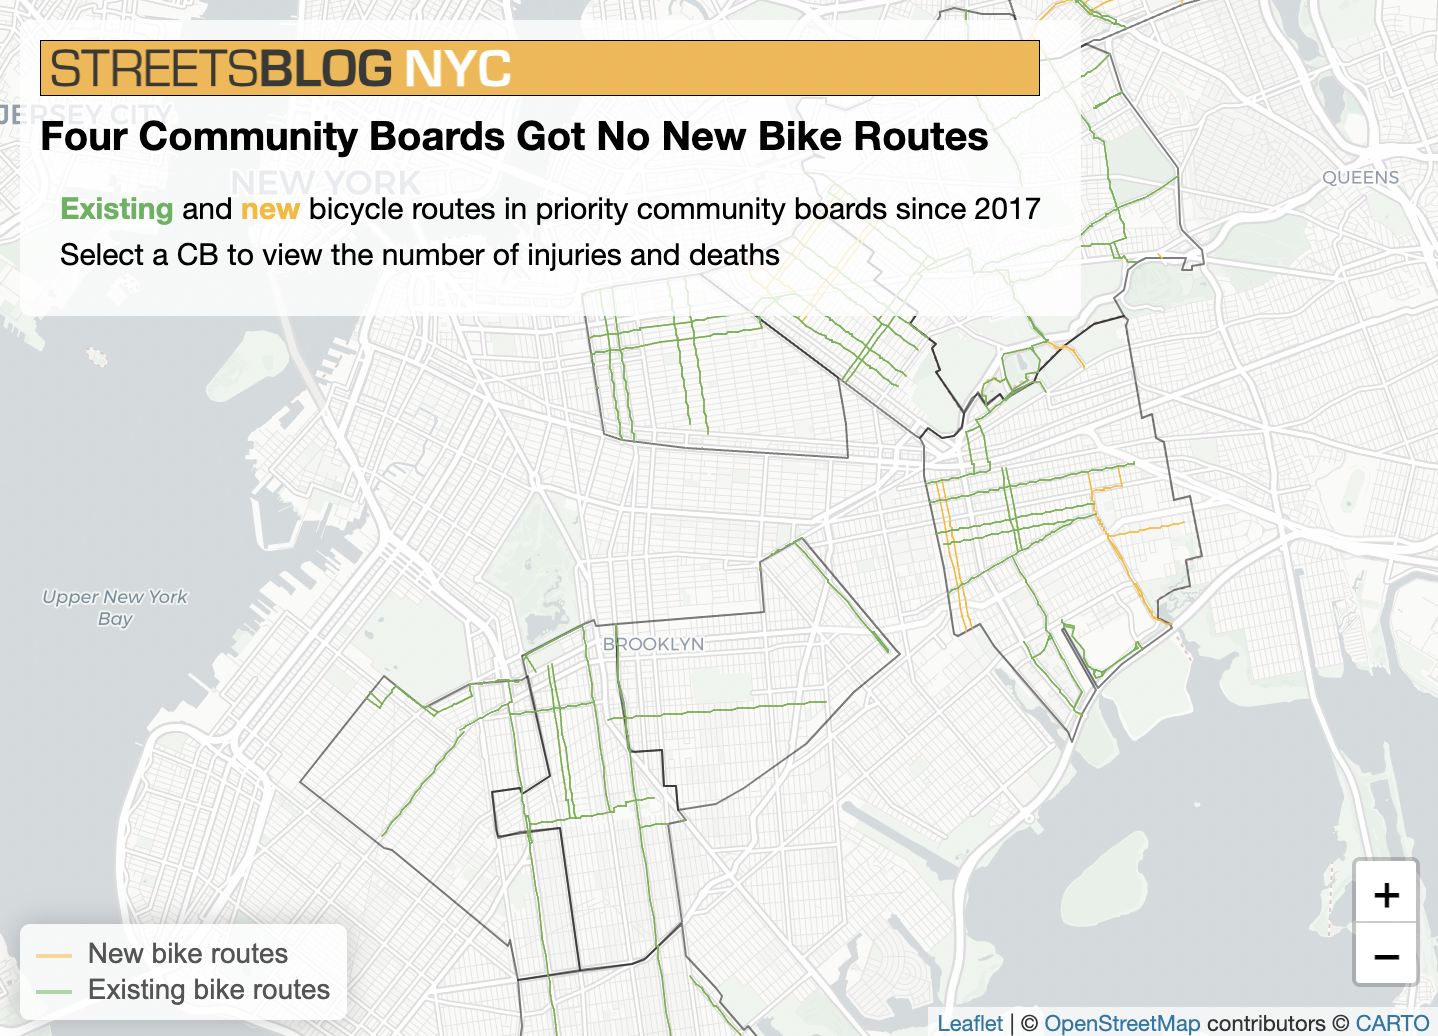 STREETSBLOG NYC
JERSEY CITY
Four Community Boards Got No New Bike Routes
NEW YORK
QUEENS
Existing and new bicycle routes in priority community boards since 2017
Select a CB to view the number of injuries and deaths
Upper New York
Bay
BROOKLYN
+
−
New bike routes
Existing bike routes
Leaflet | © OpenStreetMap contributors © CARTO